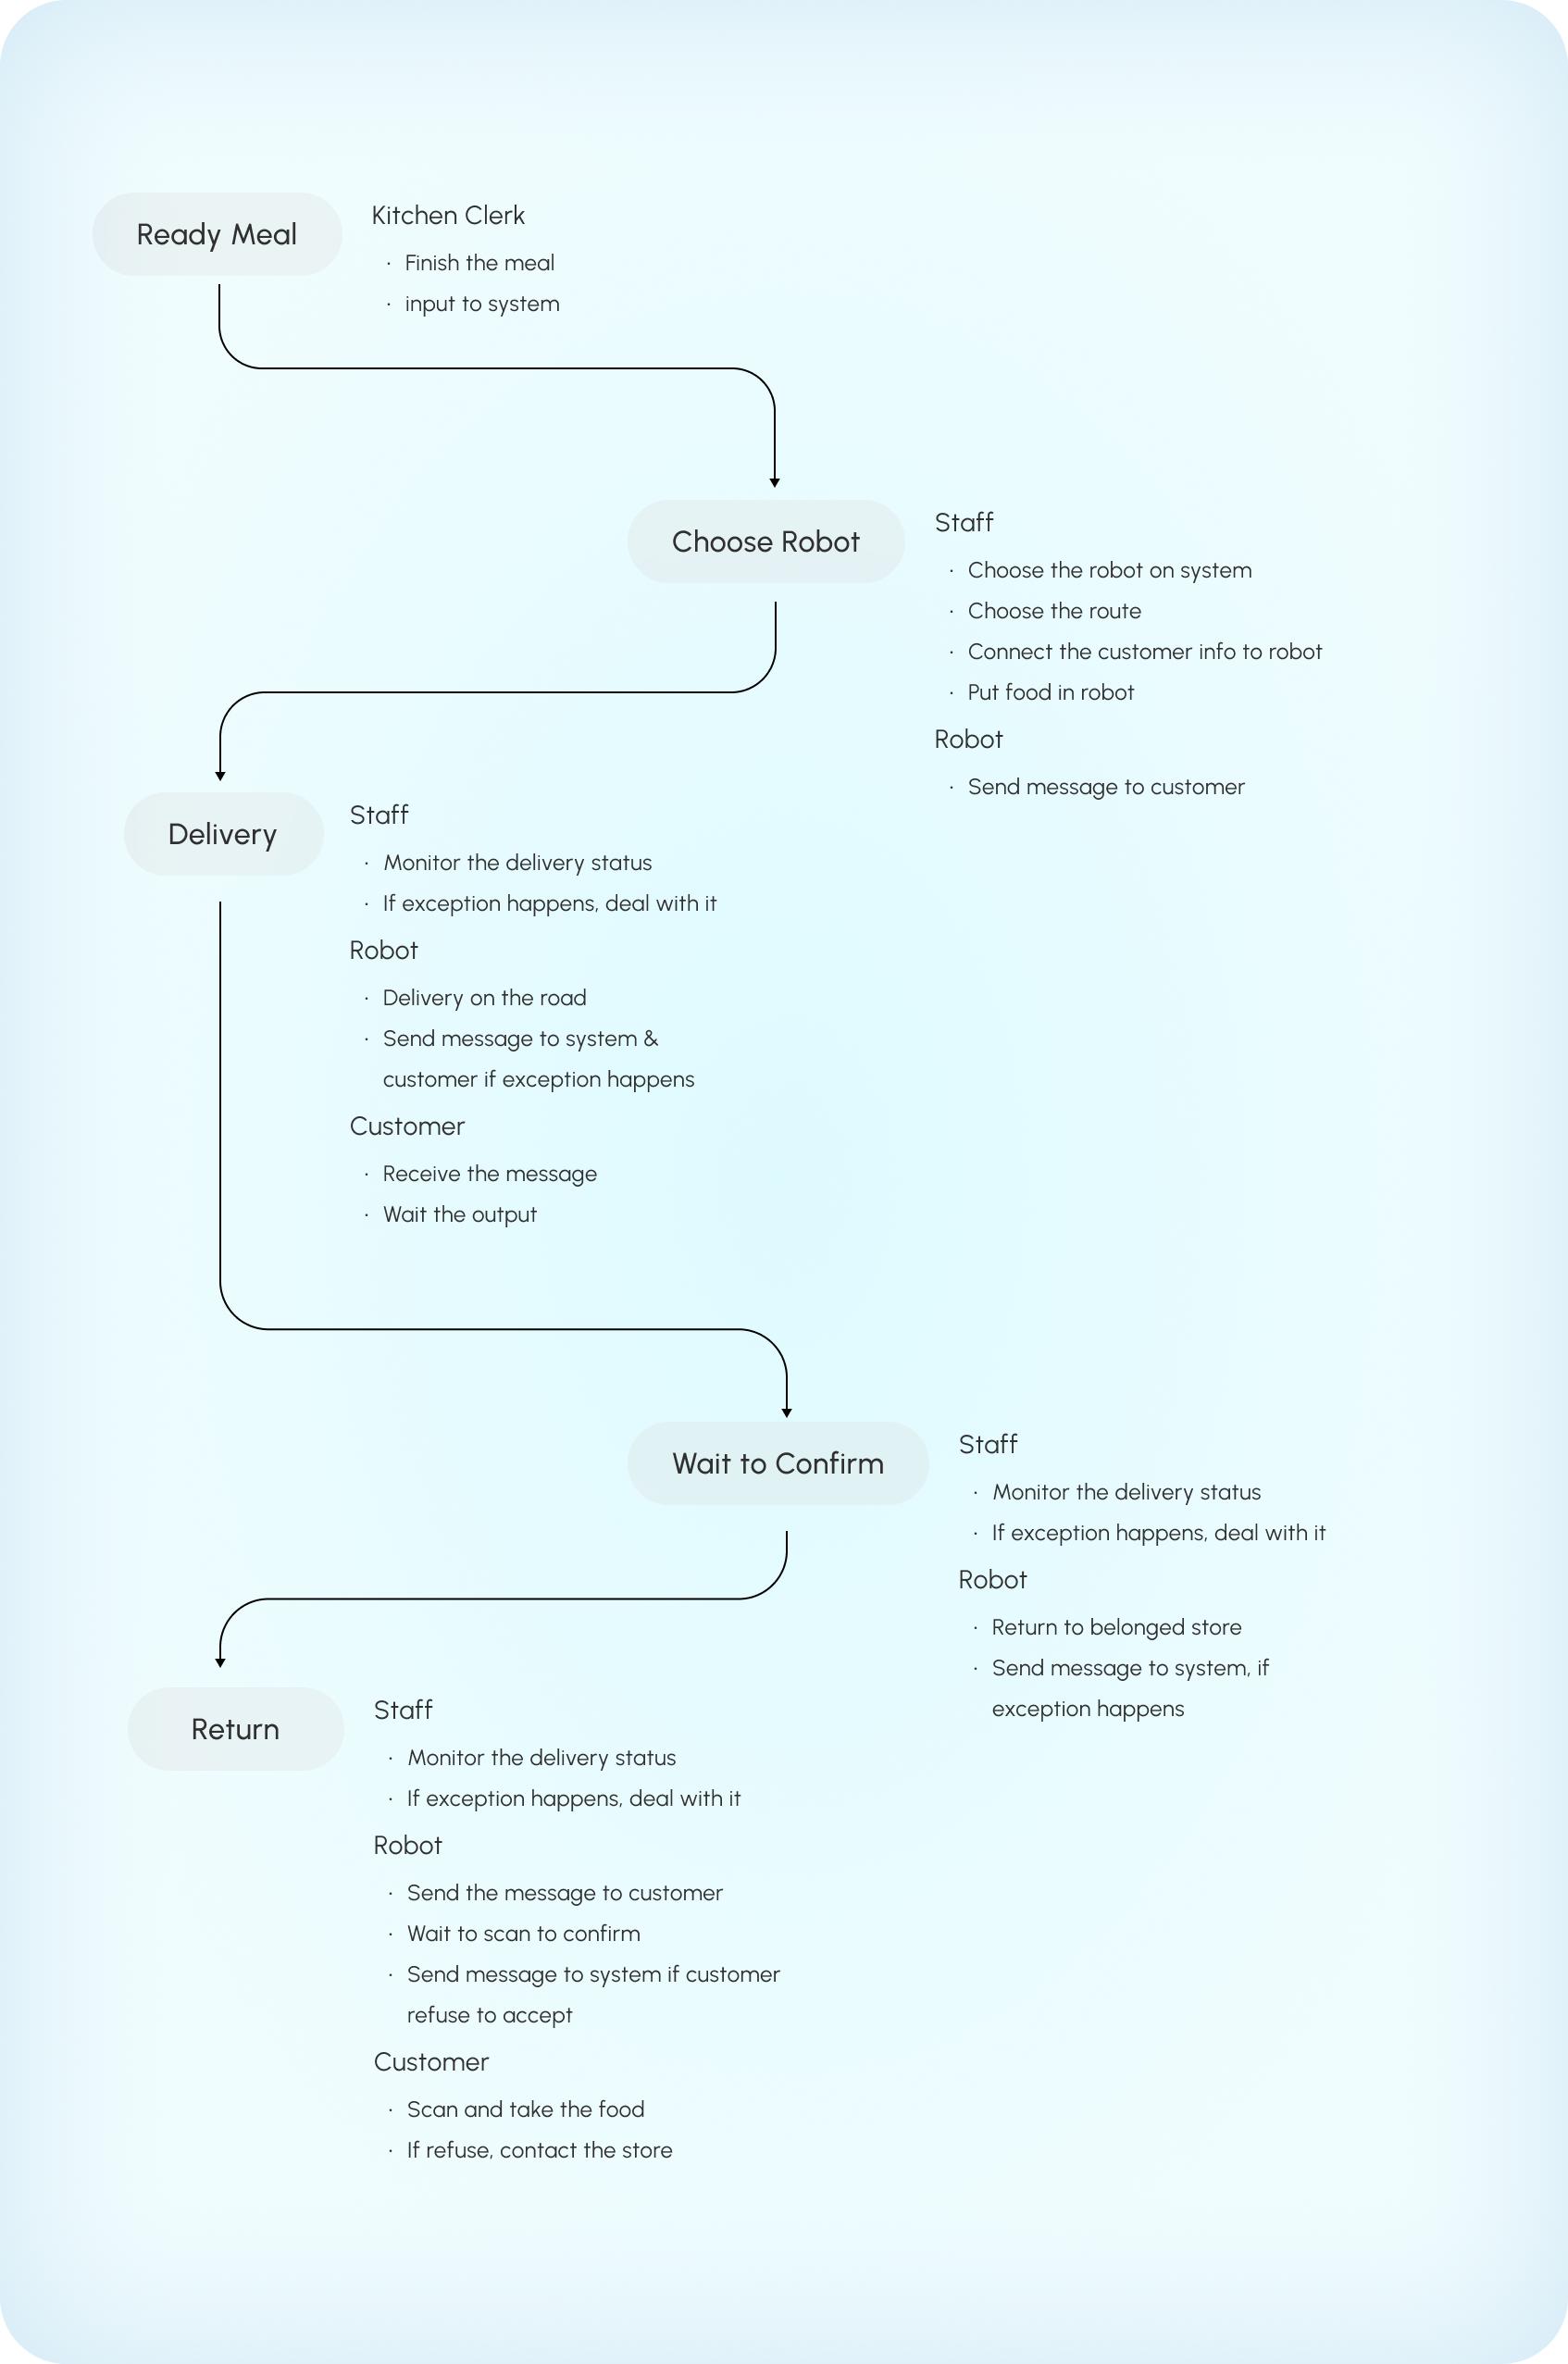 Ready Meal
Kitchen Clerk
· Finish the meal
· input to system
Choose Robot
Staff
· Choose the robot on system
· Choose the route
· Connect the customer info to robot
· Put food in robot
Robot
· Send message to customer
Delivery
Staff
· Monitor the delivery status
· If exception happens, deal with it
Robot
· Delivery on the road
· Send message to system &
customer if exception happens
Customer
· Receive the message
· Wait the output
Wait to Confirm
Staff
· Monitor the delivery status
· If exception happens, deal with it
Robot
· Return to belonged store
· Send message to system, if
exception happens
Return
Staff
· Monitor the delivery status
· If exception happens, deal with it
Robot
· Send the message to customer
· Wait to scan to confirm
· Send message to system if customer
refuse to accept
Customer
· Scan and take the food
· If refuse, contact the store